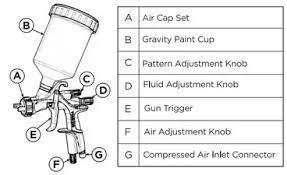 B
A
C
D
E
F
G
A Air Cap Set
B Gravity Paint Cup
C Pattern Adjustment Knob
D Fluid Adjustment Knob
E Gun Trigger
F Air Adjustment Knob
G Compressed Air Inlet Connector